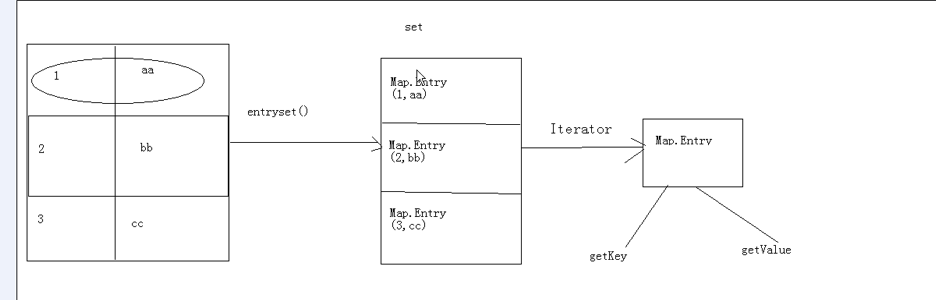 set
1 aa
2 bb
3 cc
entryset()
Map.Entry
(1,aa)
Map.Entry
(2,bb)
Map.Entry
(3,cc)
Iterator
Map.Entry
getKey
getValue